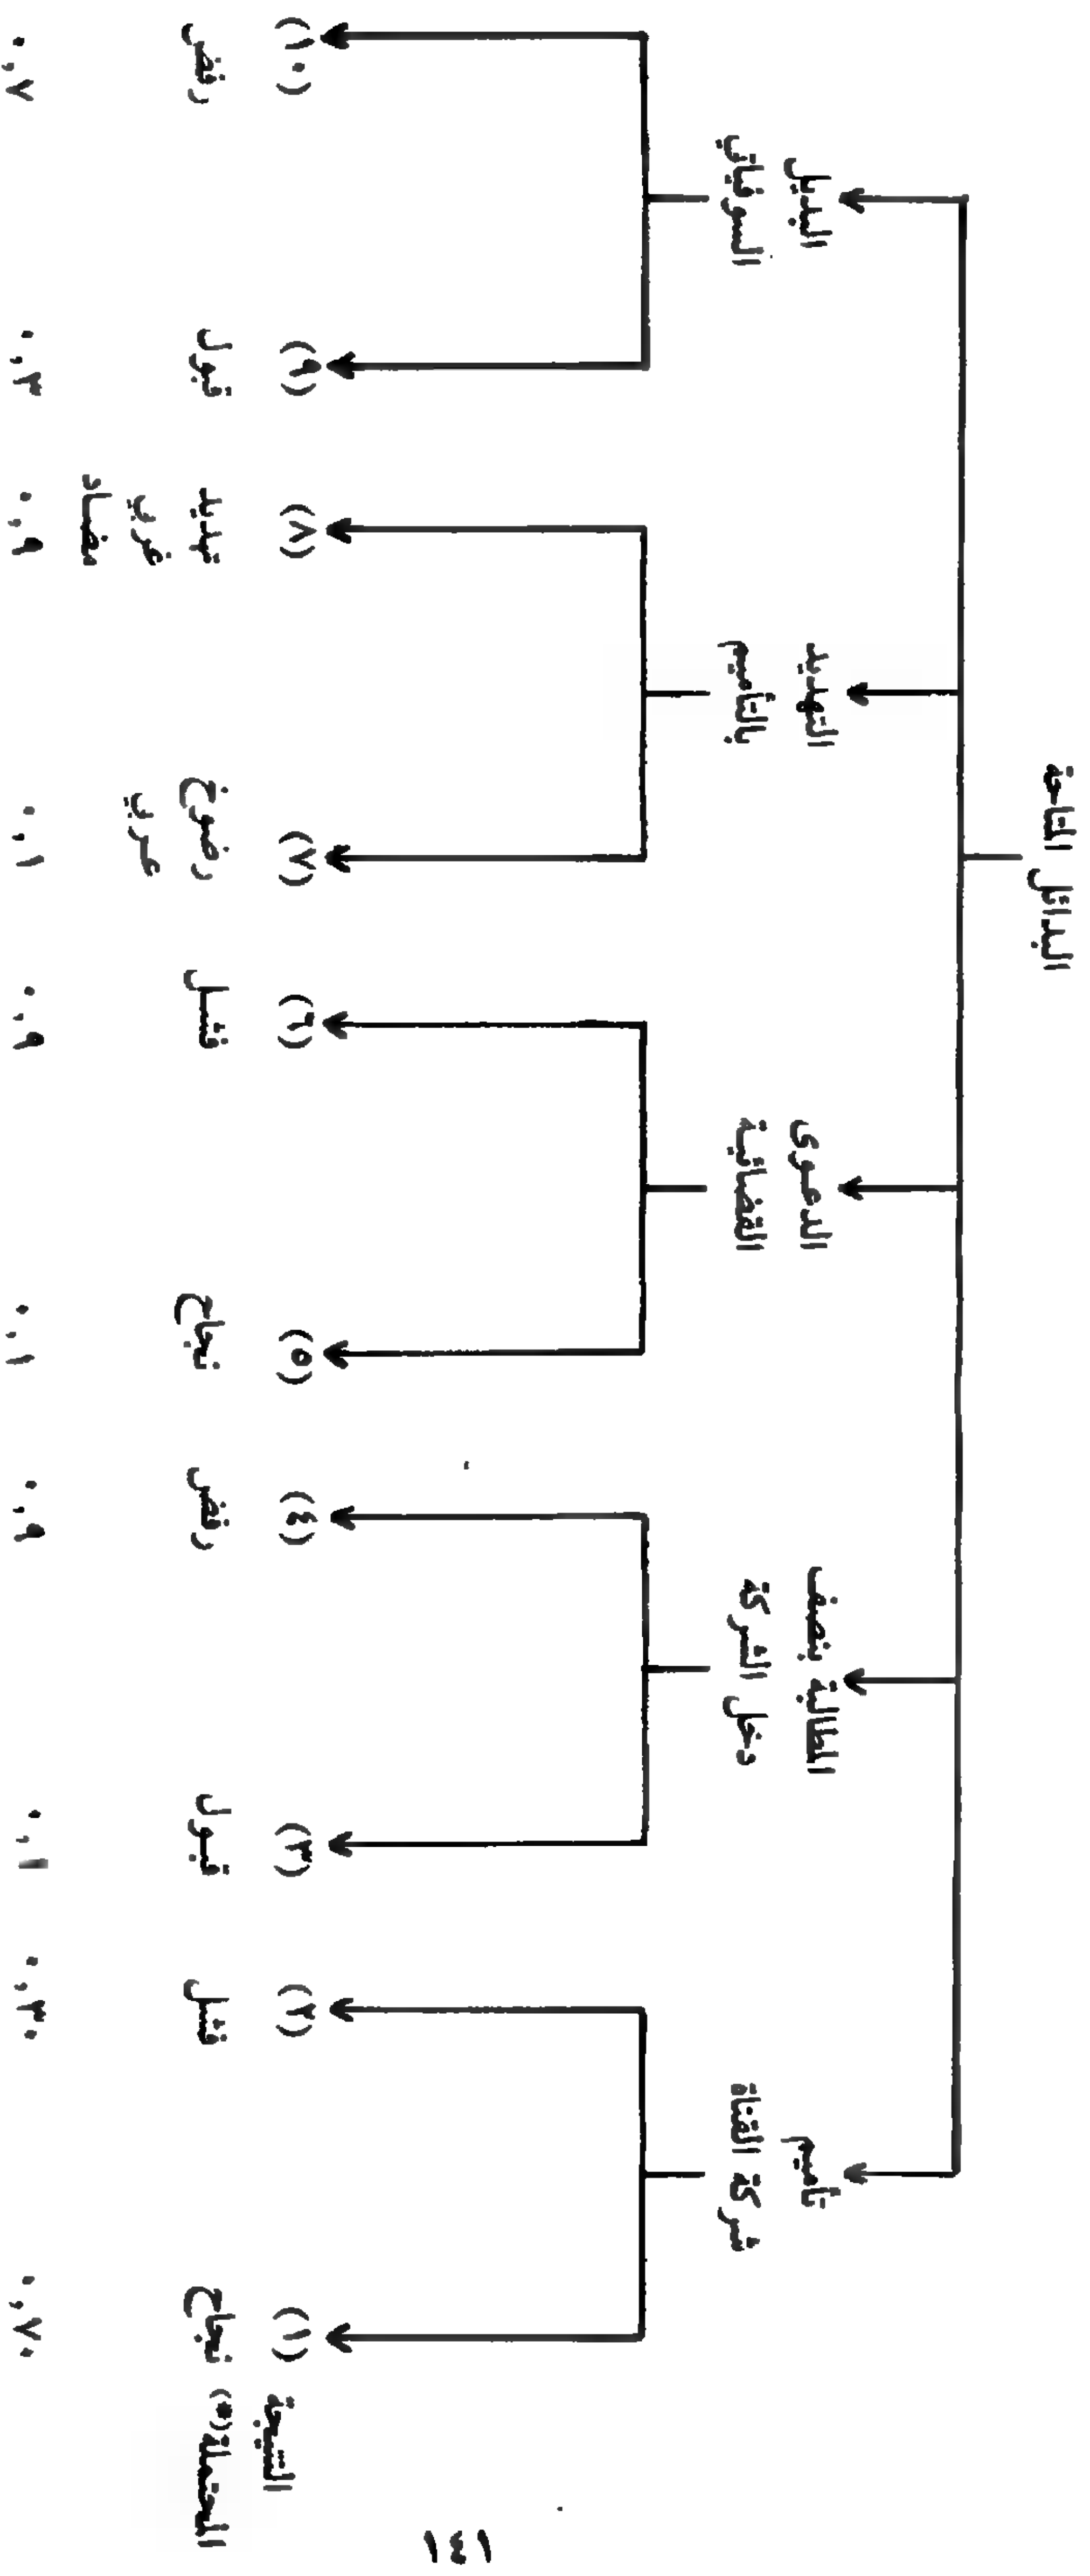 البدائل المتاحة
تأميم
شركة القناة
المطالبة بنصف
دخل الشركة
الدعوى
القضائية
التهديد
بالتأميم
البديل
السوفياتي
النتيجة
المحتملة(*)
(١)
نجاح
٠,٧٠
(٢)
فشل
٠,٣٠
(٣)
قبول
٠,١
(٤)
رفض
٠,٩
(٥)
نجاح
٠,١
(٦)
فشل
٠,٩
(٧)
رضوخ
غربي
٠,١
(٨)
تهديد
غربي
مضاد
٠,٩
(٩)
قبول
٠,٣
(١٠)
رفض
٠,٧
١٤١